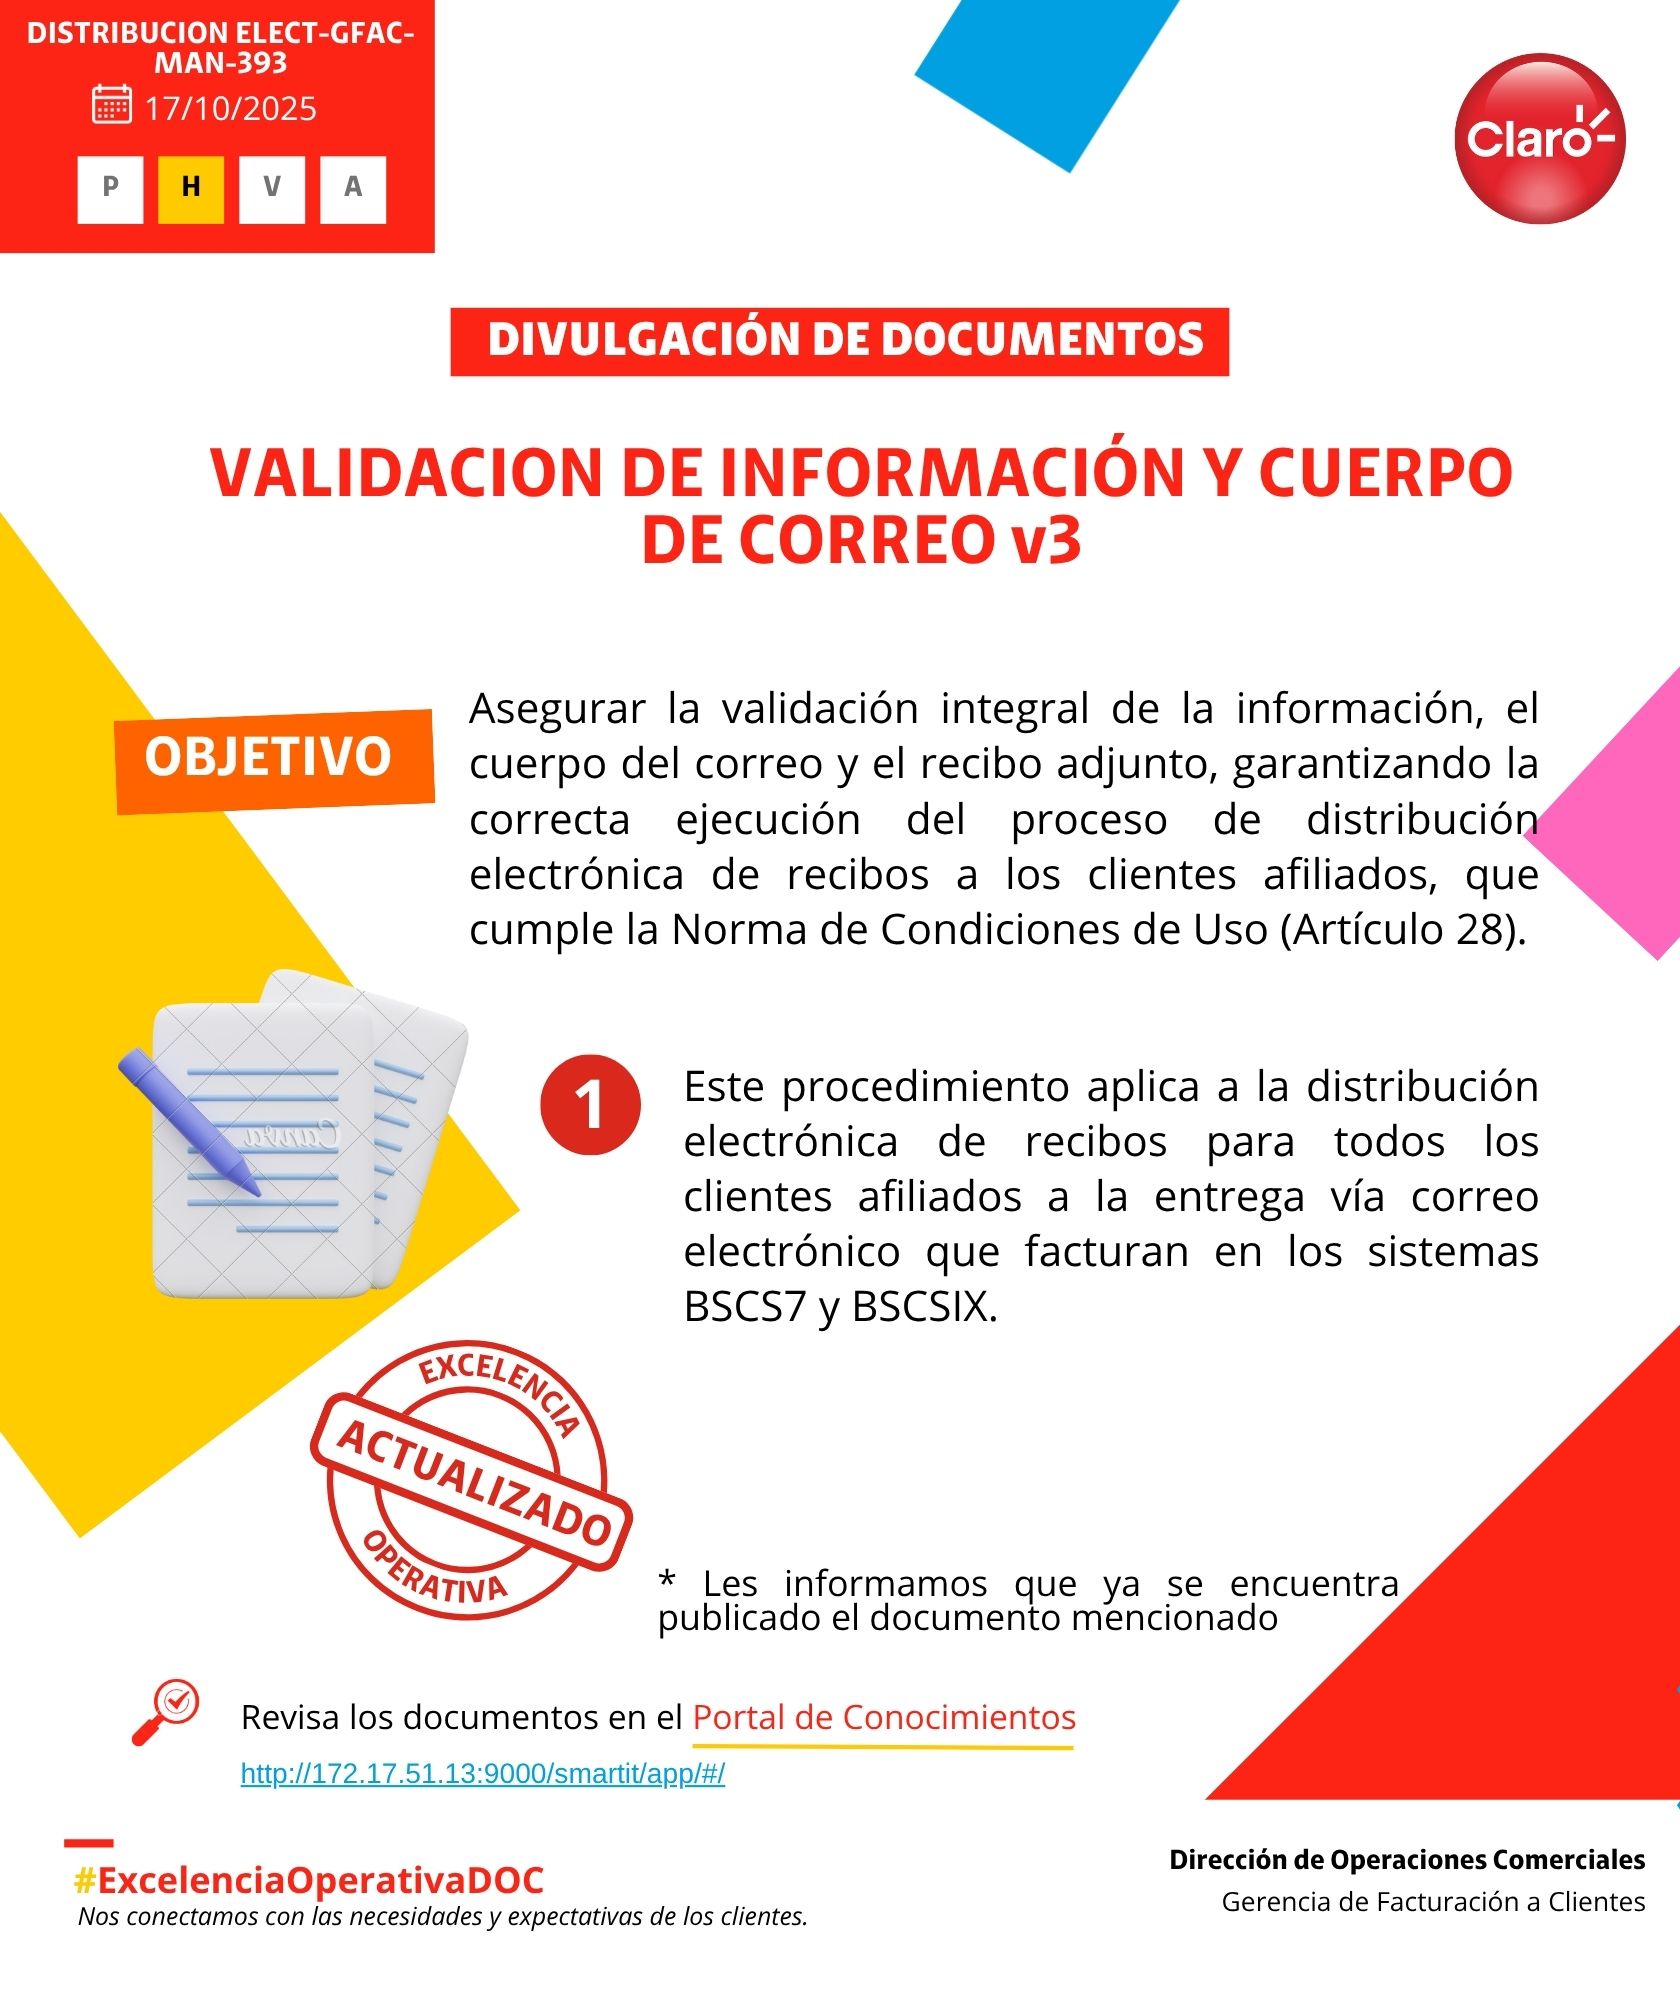 DISTRIBUCION ELECT-GFAC-
MAN-393
17/10/2025
P H V A
Claro
DIVULGACIÓN DE DOCUMENTOS
VALIDACION DE INFORMACIÓN Y CUERPO
DE CORREO v3
OBJETIVO
Asegurar la validación integral de la información, el
cuerpo del correo y el recibo adjunto, garantizando la
correcta ejecución del proceso de distribución
electrónica de recibos a los clientes afiliados, que
cumple la Norma de Condiciones de Uso (Artículo 28).
Canva
1
Este procedimiento aplica a la distribución
electrónica de recibos para todos los
clientes afiliados a la entrega vía correo
electrónico que facturan en los sistemas
BSCS7 y BSCSIX.
EXCELENCIA
ACTUALIZADO
OPERATIVA
* Les informamos que ya se encuentra
publicado el documento mencionado
Revisa los documentos en el Portal de Conocimientos
http://172.17.51.13:9000/smartit/app/#/
#ExcelenciaOperativaDOC
Nos conectamos con las necesidades y expectativas de los clientes.
Dirección de Operaciones Comerciales
Gerencia de Facturación a Clientes